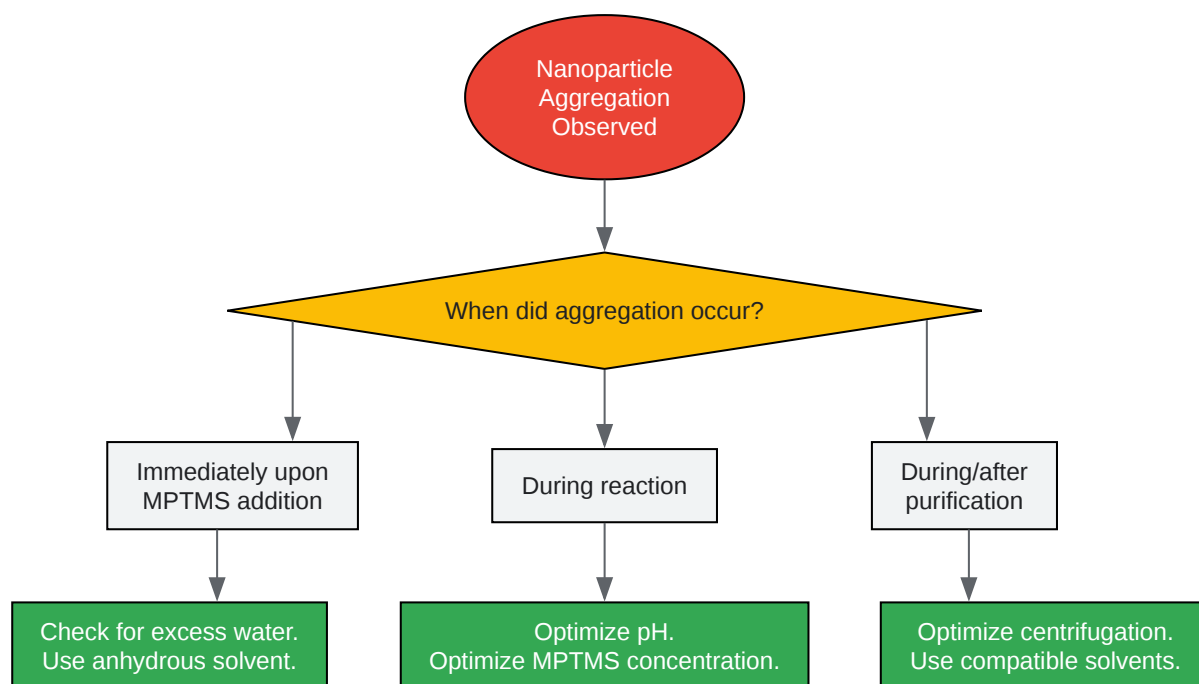 Nanoparticle
Aggregation
Observed
When did aggregation occur?
Immediately upon
MPTMS addition
During reaction
During/after
purification
Check for excess water.
Use anhydrous solvent.
Optimize pH.
Optimize MPTMS concentration.
Optimize centrifugation.
Use compatible solvents.